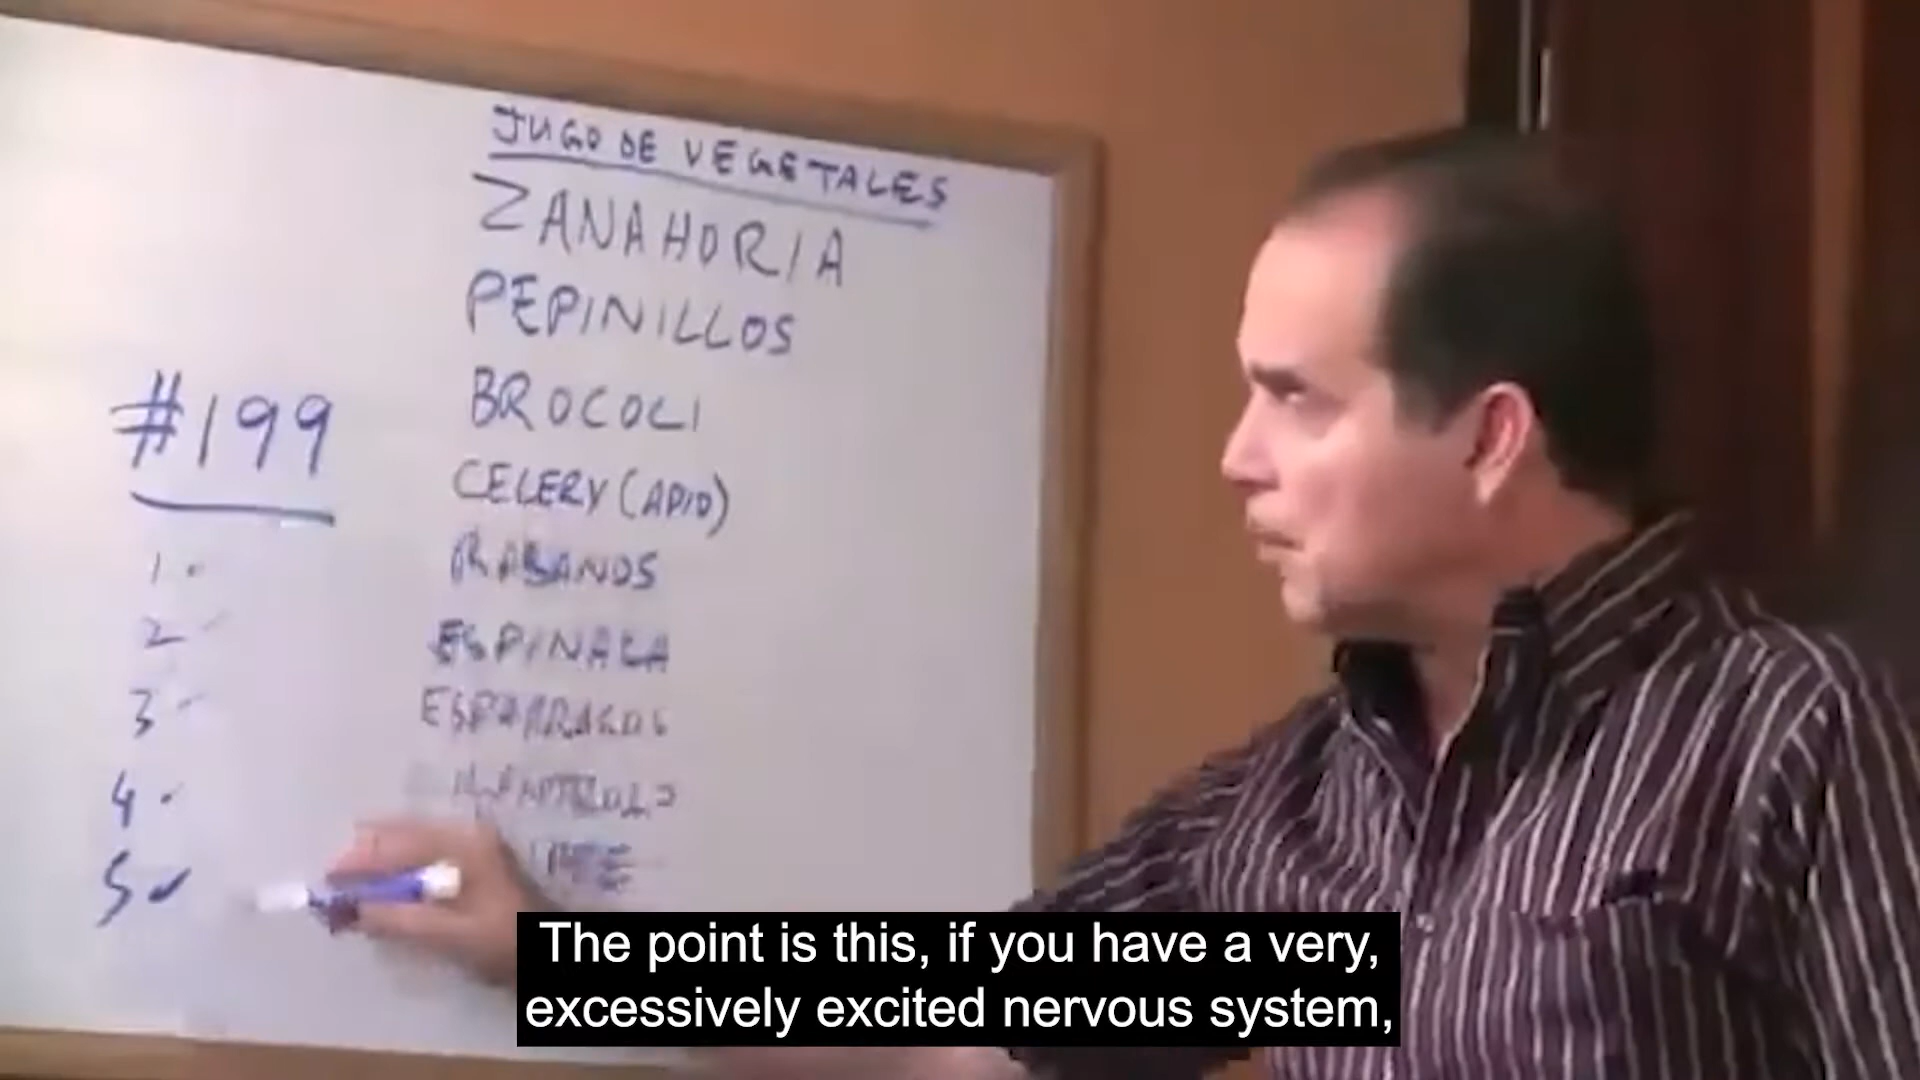 JUGO DE VEGETALES
ZANAHORIA
PEPINILLOS
BROCOLI
CELERY (APIO)
RABANOS
ESPINACA
ESPARRAGOS
#199
1.
2
3
4
5
The point is this, if you have a very,
excessively excited nervous system,